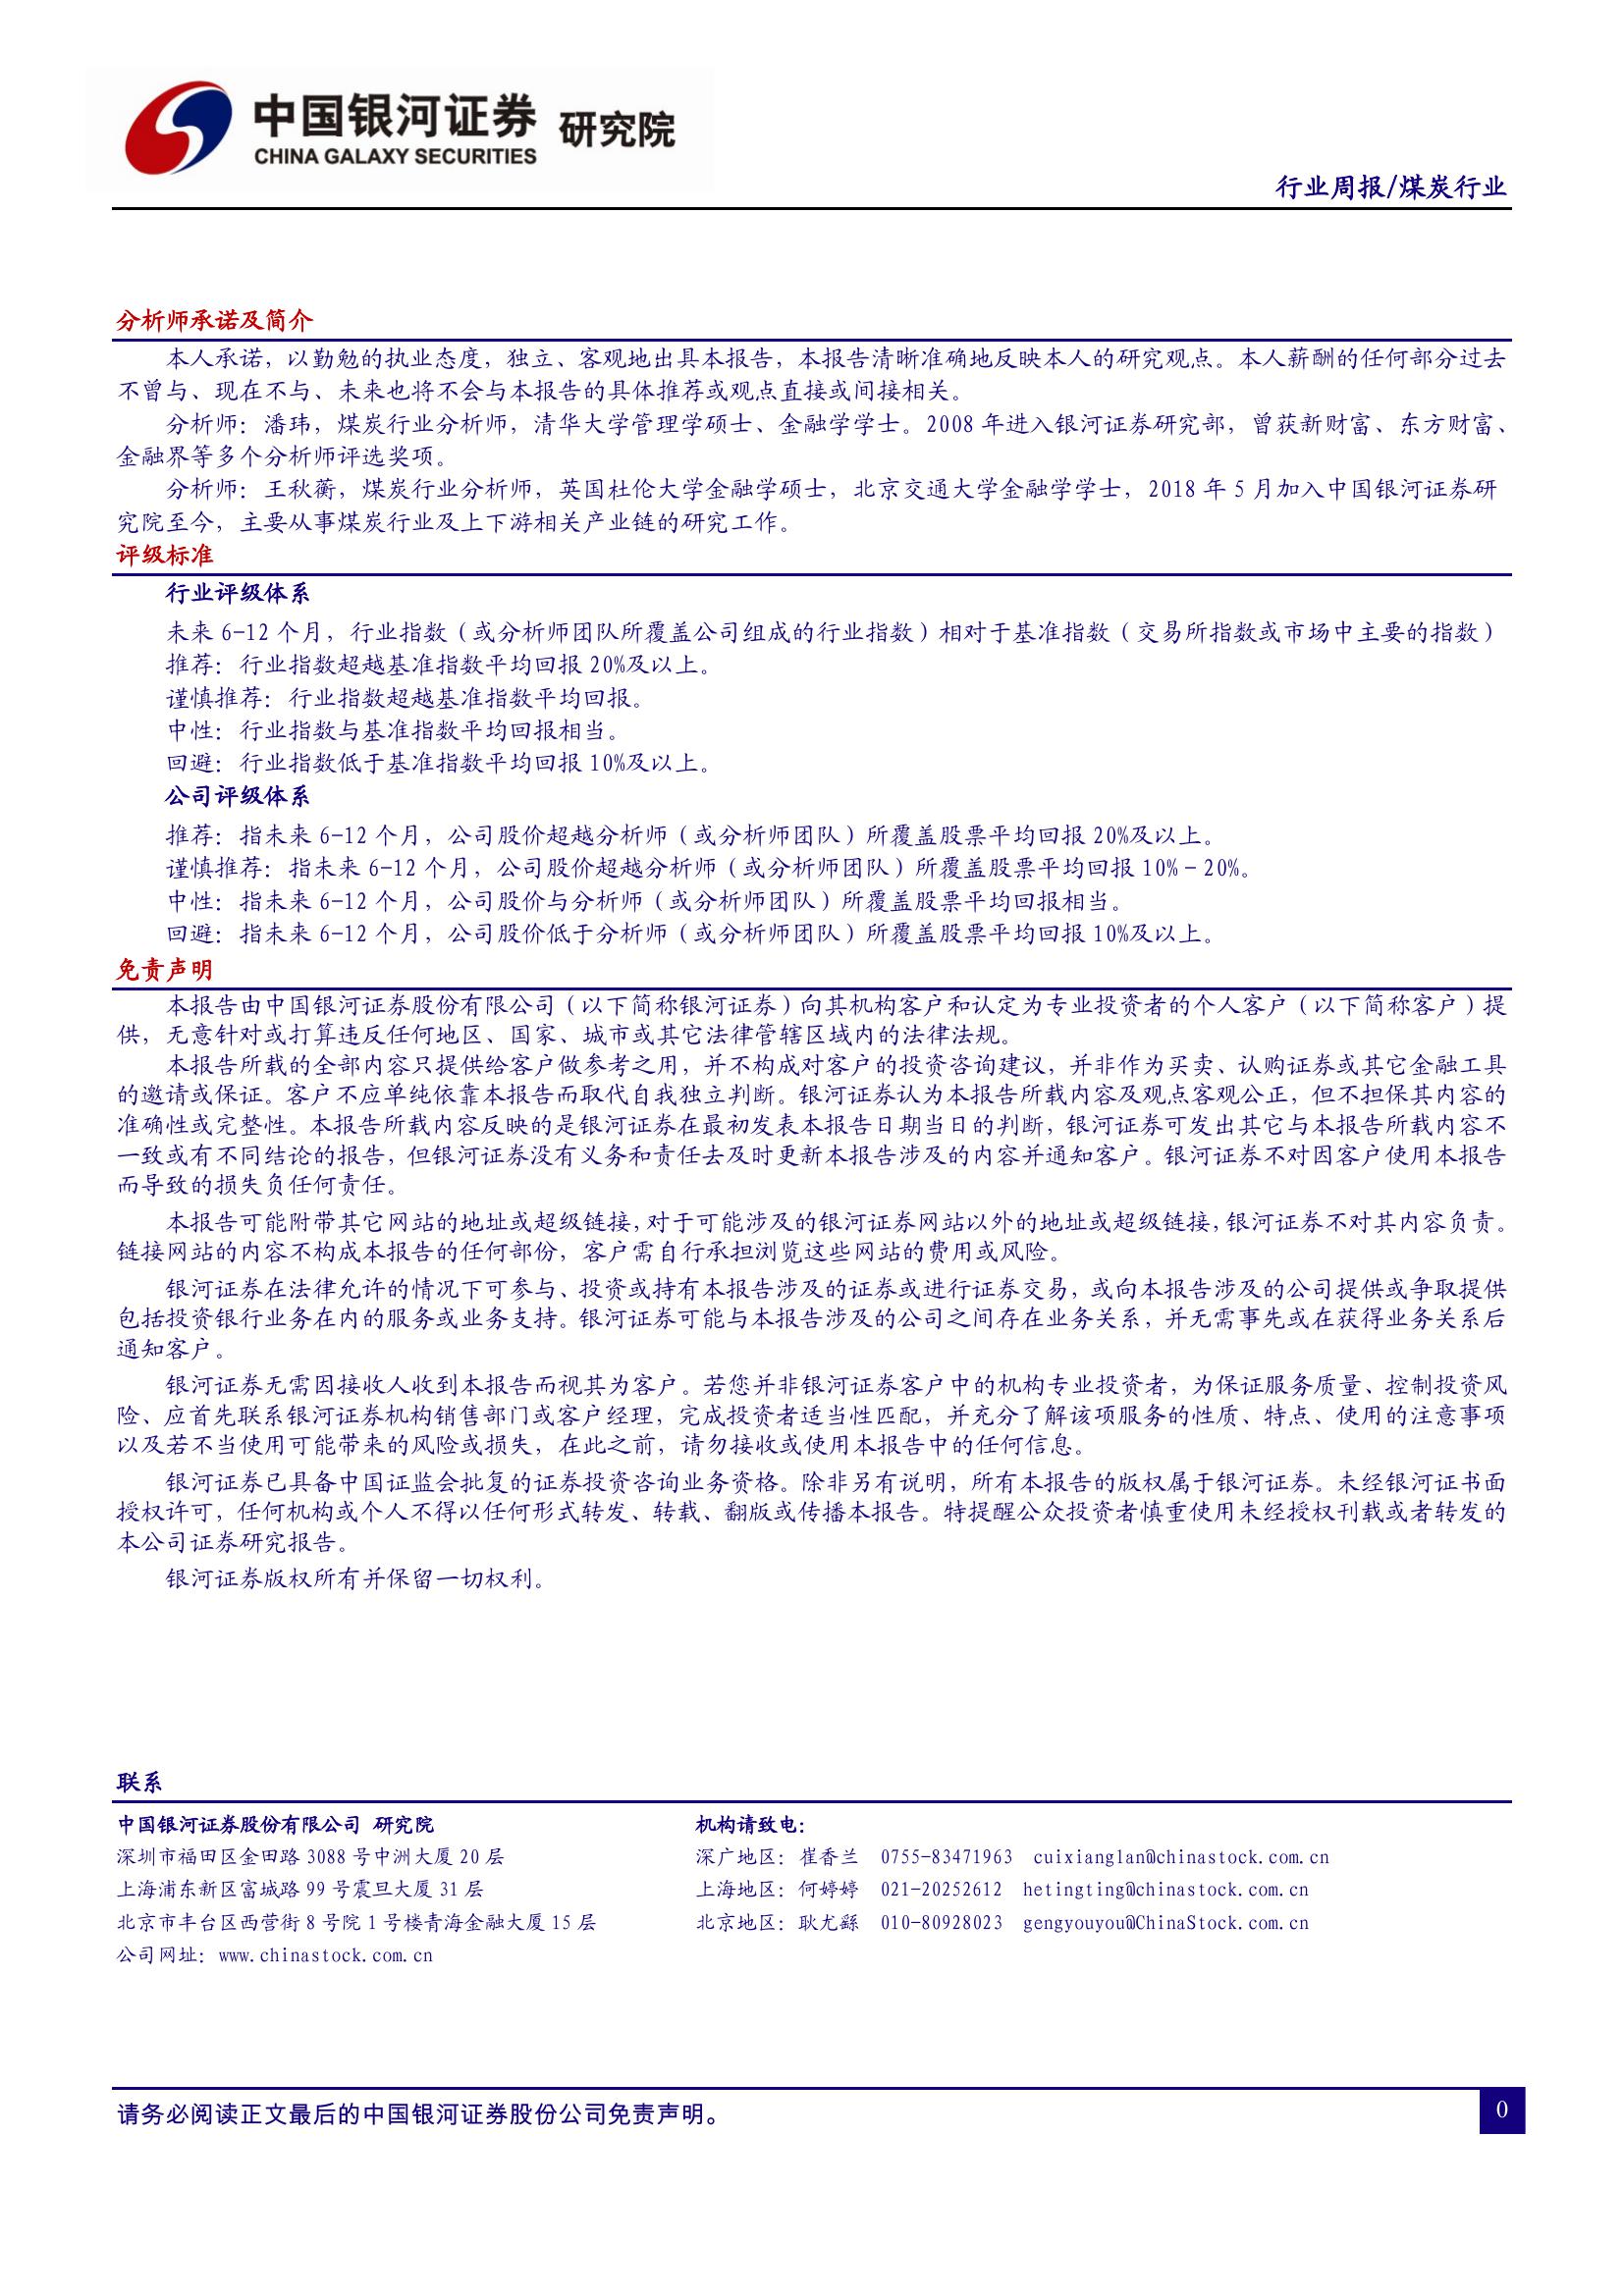 中国银河证券 研究院
CHINA GALAXY SECURITIES
行业周报/煤炭行业
分析师承诺及简介
本人承诺，以勤勉的执业态度，独立、客观地出具本报告，本报告清晰准确地反映本人的研究观点。本人薪酬的任何部分过去
不曾与、现在不与、未来也将不会与本报告的具体推荐或观点直接或间接相关。
分析师：潘玮，煤炭行业分析师，清华大学管理学硕士、金融学学士。2008 年进入银河证券研究部，曾获新财富、东方财富、
金融界等多个分析师评选奖项。
分析师：王秋蘅，煤炭行业分析师，英国杜伦大学金融学硕士，北京交通大学金融学学士，2018 年 5 月加入中国银河证券研
究院至今，主要从事煤炭行业及上下游相关产业链的研究工作。
评级标准
行业评级体系
未来 6-12 个月，行业指数（或分析师团队所覆盖公司组成的行业指数）相对于基准指数（交易所指数或市场中主要的指数）
推荐：行业指数超越基准指数平均回报 20%及以上。
谨慎推荐：行业指数超越基准指数平均回报。
中性：行业指数与基准指数平均回报相当。
回避：行业指数低于基准指数平均回报 10%及以上。
公司评级体系
推荐：指未来 6-12 个月，公司股价超越分析师（或分析师团队）所覆盖股票平均回报 20%及以上。
谨慎推荐：指未来 6-12 个月，公司股价超越分析师（或分析师团队）所覆盖股票平均回报 10%－20%。
中性：指未来 6-12 个月，公司股价与分析师（或分析师团队）所覆盖股票平均回报相当。
回避：指未来 6-12 个月，公司股价低于分析师（或分析师团队）所覆盖股票平均回报 10%及以上。
免责声明
本报告由中国银河证券股份有限公司（以下简称银河证券）向其机构客户和认定为专业投资者的个人客户（以下简称客户）提
供，无意针对或打算违反任何地区、国家、城市或其它法律管辖区域内的法律法规。
本报告所载的全部内容只提供给客户做参考之用，并不构成对客户的投资咨询建议，并非作为买卖、认购证券或其它金融工具
的邀请或保证。客户不应单纯依靠本报告而取代自我独立判断。银河证券认为本报告所载内容及观点客观公正，但不担保其内容的
准确性或完整性。本报告所载内容反映的是银河证券在最初发表本报告日期当日的判断，银河证券可发出其它与本报告所载内容不
一致或有不同结论的报告，但银河证券没有义务和责任去及时更新本报告涉及的内容并通知客户。银河证券不对因客户使用本报告
而导致的损失负任何责任。
本报告可能附带其它网站的地址或超级链接，对于可能涉及的银河证券网站以外的地址或超级链接，银河证券不对其内容负责。
链接网站的内容不构成本报告的任何部份，客户需自行承担浏览这些网站的费用或风险。
银河证券在法律允许的情况下可参与、投资或持有本报告涉及的证券或进行证券交易，或向本报告涉及的公司提供或争取提供
包括投资银行业务在内的服务或业务支持。银河证券可能与本报告涉及的公司之间存在业务关系，并无需事先或在获得业务关系后
通知客户。
银河证券无需因接收人收到本报告而视其为客户。若您并非银河证券客户中的机构专业投资者，为保证服务质量、控制投资风
险、应首先联系银河证券机构销售部门或客户经理，完成投资者适当性匹配，并充分了解该项服务的性质、特点、使用的注意事项
以及若不当使用可能带来的风险或损失，在此之前，请勿接收或使用本报告中的任何信息。
银河证券已具备中国证监会批复的证券投资咨询业务资格。除非另有说明，所有本报告的版权属于银河证券。未经银河证书面
授权许可，任何机构或个人不得以任何形式转发、转载、翻版或传播本报告。特提醒公众投资者慎重使用未经授权刊载或者转发的
本公司证券研究报告。
银河证券版权所有并保留一切权利。
联系
中国银河证券股份有限公司 研究院 机构请致电：
深圳市福田区金田路 3088 号中洲大厦 20 层 深广地区：崔香兰 0755-83471963 cuixianglan@chinastock.com.cn
上海浦东新区富城路 99 号震旦大厦 31 层 上海地区：何婷婷 021-20252612 hetingting@chinastock.com.cn
北京市丰台区西营街 8 号院 1 号楼青海金融大厦 15 层 北京地区：耿尤繇 010-80928023 gengyouyou@ChinaStock.com.cn
公司网址：www.chinastock.com.cn
请务必阅读正文最后的中国银河证券股份公司免责声明。 0